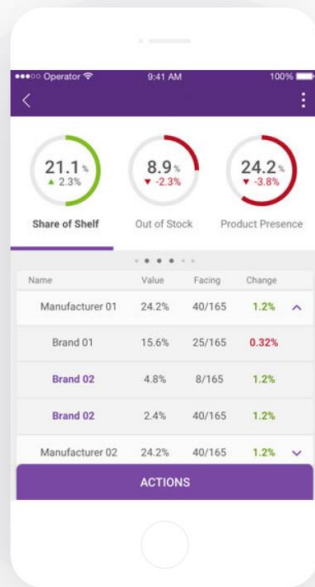 Operator 9:41 AM 100%
21.1% 8.9% 24.2%
▲ 2.3% ▼ -2.3% ▼ -3.8%
Share of Shelf Out of Stock Product Presence
Name Value Facing Change
Manufacturer 01 24.2% 40/165 1.2%
Brand 01 15.6% 25/165 0.32%
Brand 02 4.8% 8/165 1.2%
Brand 02 2.4% 40/165 1.2%
Manufacturer 02 24.2% 40/165 1.2%
ACTIONS